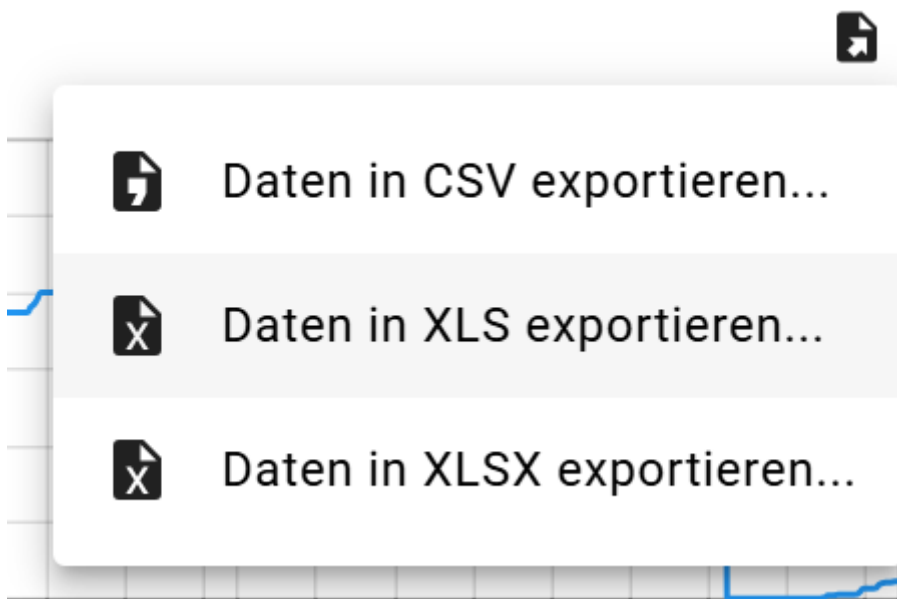 Daten in CSV exportieren...
Daten in XLS exportieren...
Daten in XLSX exportieren...